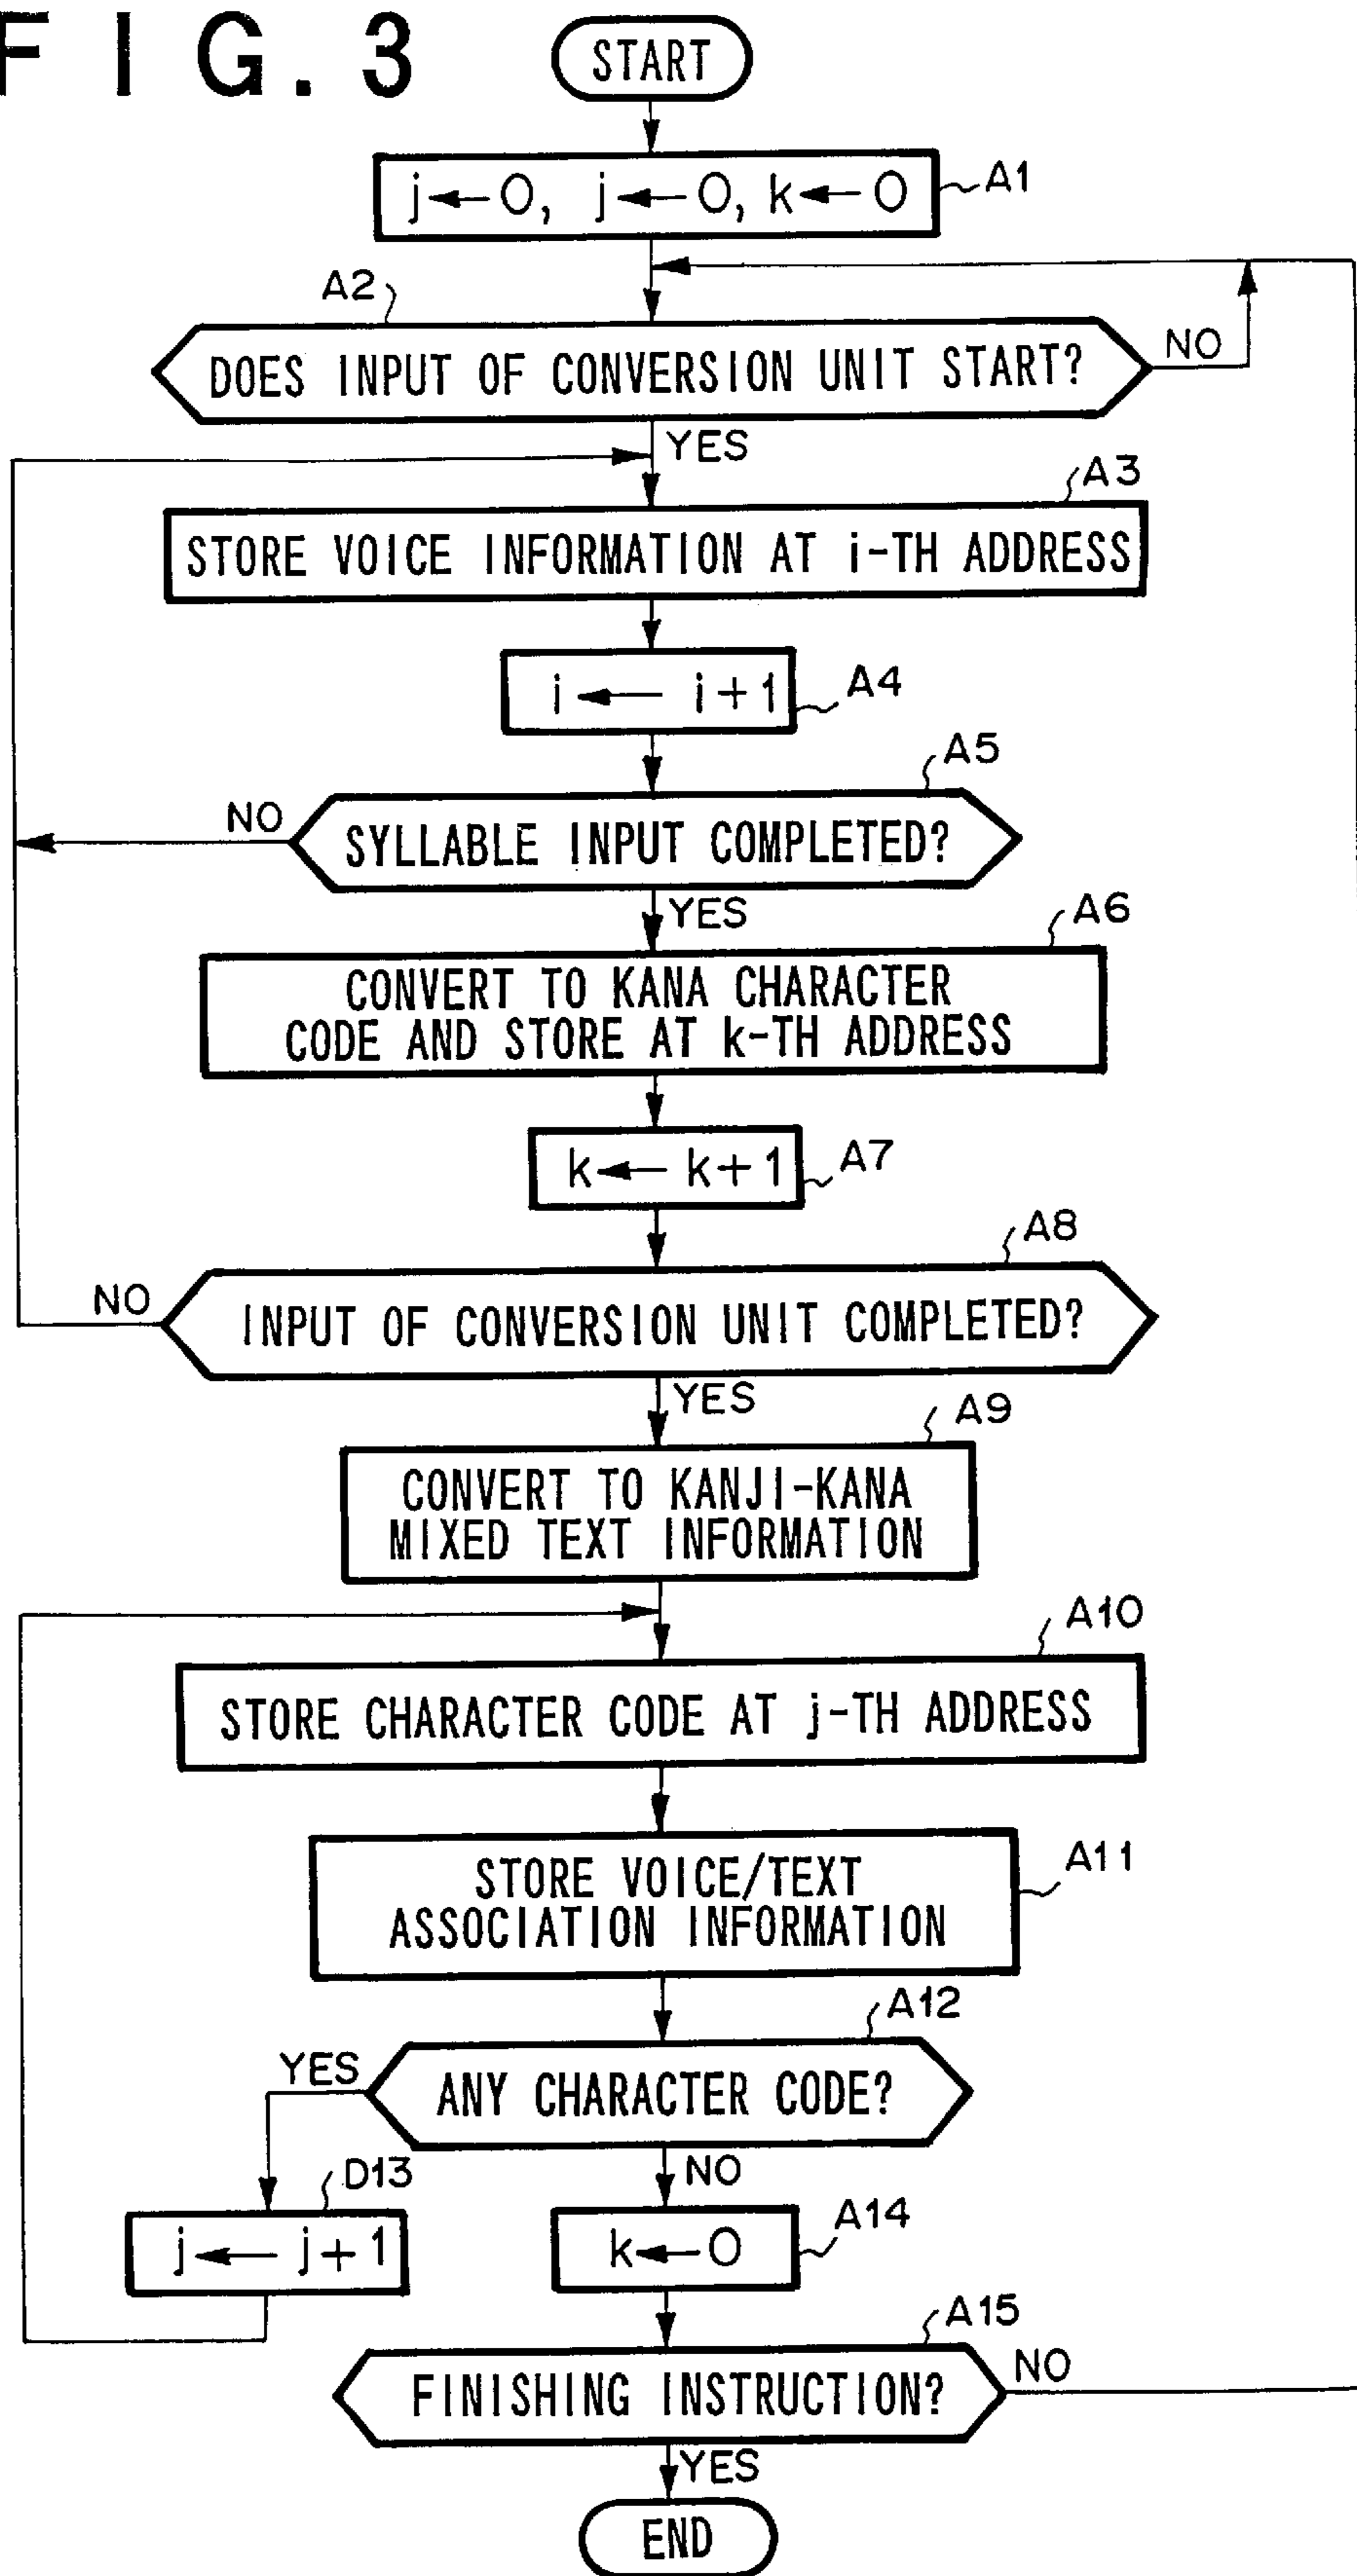 FIG. 3
START
j←0, j←0, k←0
A1
A2
DOES INPUT OF CONVERSION UNIT START?
NO
YES
A3
STORE VOICE INFORMATION AT i-TH ADDRESS
i← i+1
A4
A5
NO
SYLLABLE INPUT COMPLETED?
YES
A6
CONVERT TO KANA CHARACTER
CODE AND STORE AT k-TH ADDRESS
k← k+1
A7
A8
NO
INPUT OF CONVERSION UNIT COMPLETED?
YES
A9
CONVERT TO KANJI-KANA
MIXED TEXT INFORMATION
A10
STORE CHARACTER CODE AT j-TH ADDRESS
A11
STORE VOICE/TEXT
ASSOCIATION INFORMATION
A12
YES
ANY CHARACTER CODE?
NO
D13
j← j+1
k←0
A14
A15
FINISHING INSTRUCTION?
NO
YES
END